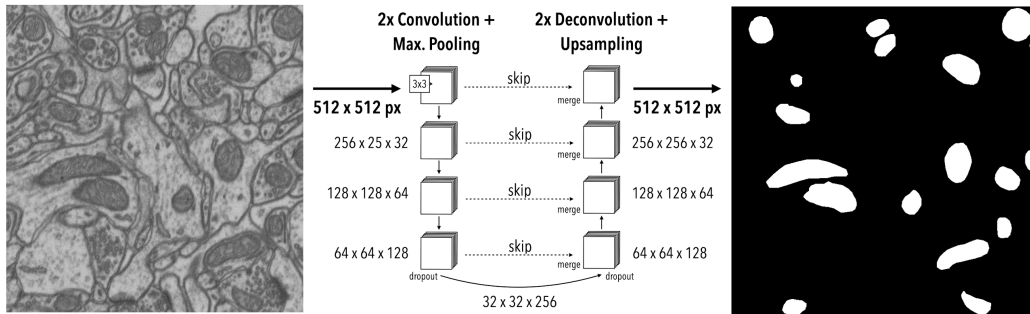 2x Convolution +
Max. Pooling
2x Deconvolution +
Upsampling
3x3
skip
merge
512 x 512 px
512 x 512 px
256 x 25 x 32
skip
merge
256 x 256 x 32
128 x 128 x 64
skip
merge
128 x 128 x 64
64 x 64 x 128
skip
merge
64 x 64 x 128
dropout
dropout
32 x 32 x 256